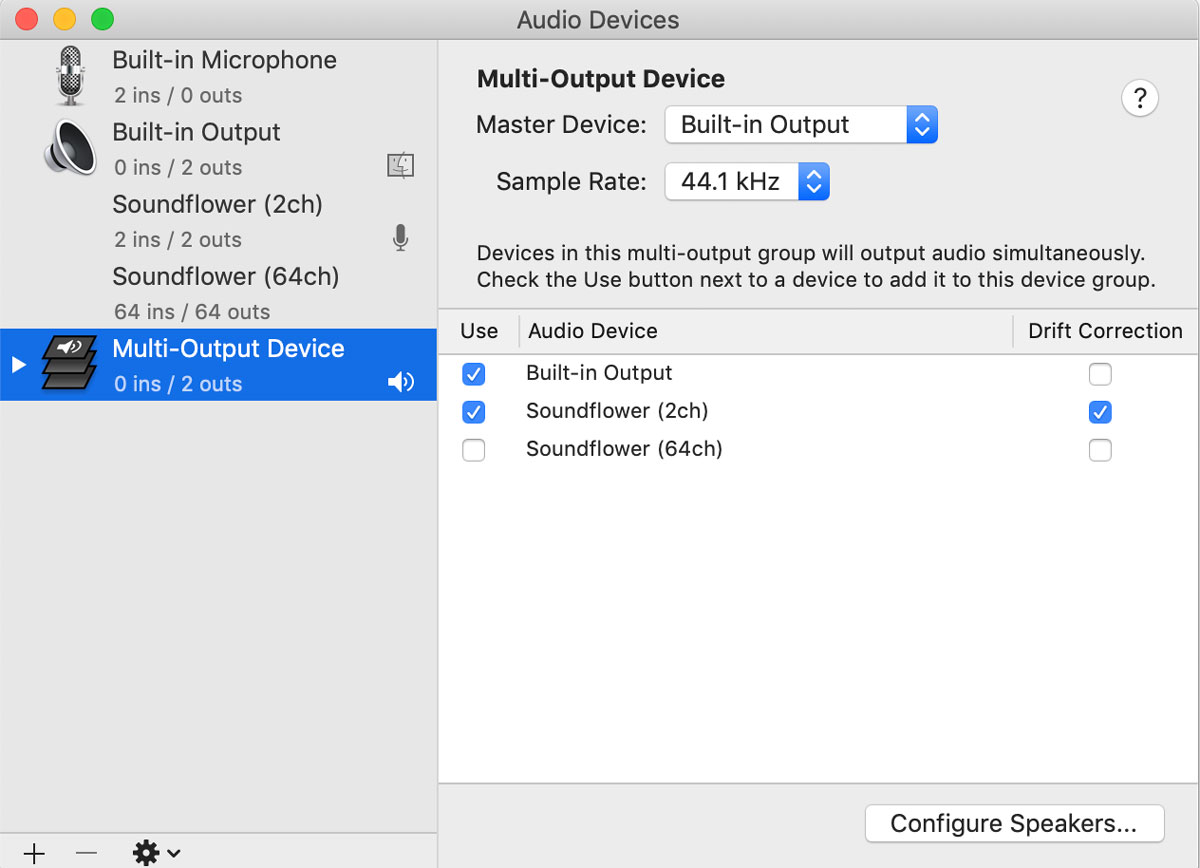 Audio Devices
Built-in Microphone
2 ins / 0 outs
Built-in Output
0 ins / 2 outs
Soundflower (2ch)
2 ins / 2 outs
Soundflower (64ch)
64 ins / 64 outs
Multi-Output Device
0 ins / 2 outs
Multi-Output Device
?
Master Device: Built-in Output
Sample Rate: 44.1 kHz
Devices in this multi-output group will output audio simultaneously.
Check the Use button next to a device to add it to this device group.
Use Audio Device Drift Correction
Built-in Output
Soundflower (2ch)
Soundflower (64ch)
Configure Speakers...